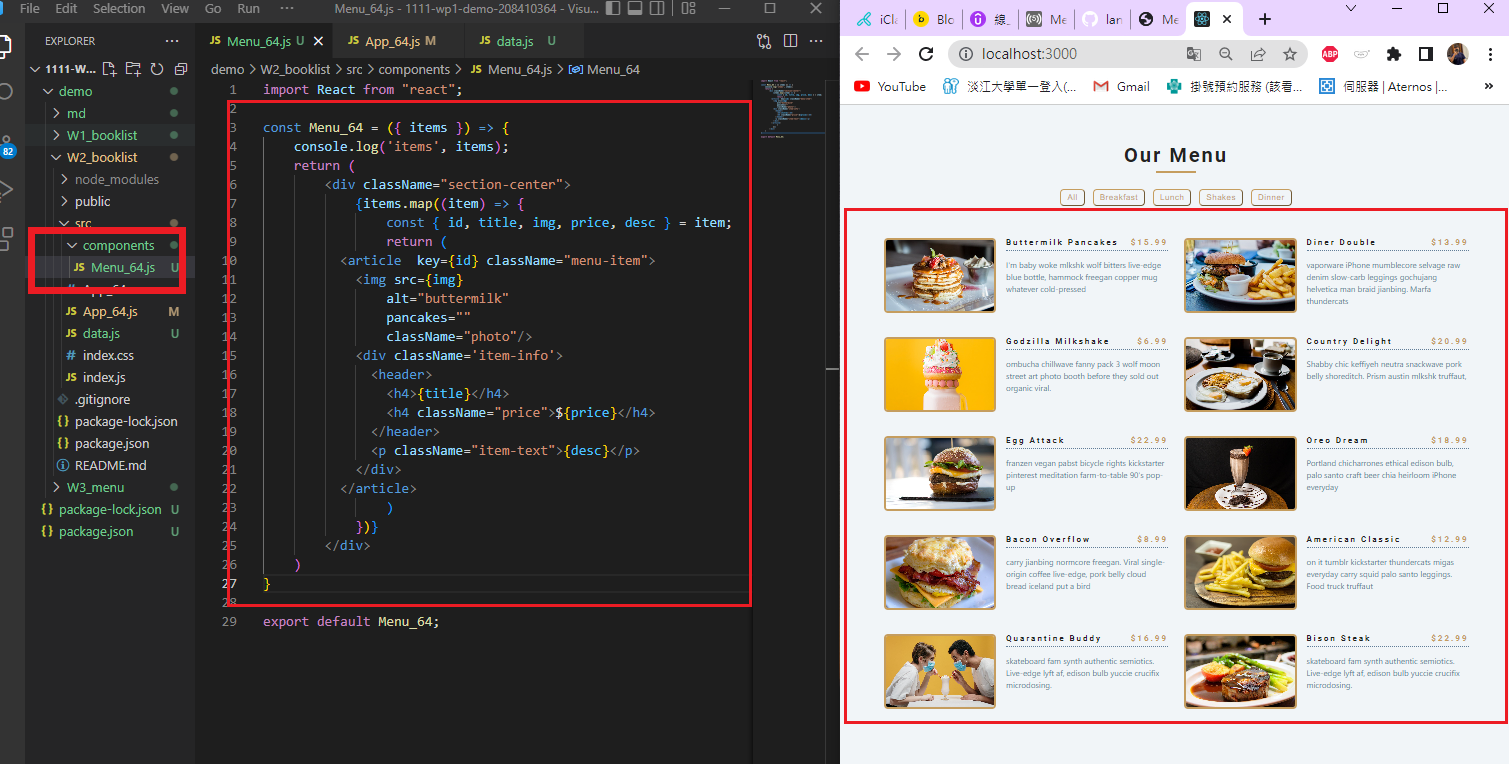 File Edit Selection View Go Run ··· Menu_64.js - 1111-wp1-demo-208410364 - Visu...
EXPLORER ···
1111-W...
demo
md
W1_booklist
W2_booklist
node_modules
public
src
components
Menu_64.js U
App_64.js M
data.js U
index.css
index.js
.gitignore
package-lock.json
package.json
README.md
W3_menu
package-lock.json U
package.json U
82
Menu_64.js U App_64.js M data.js U
demo > W2_booklist > src > components > Menu_64.js > Menu_64
1 import React from "react";
2
3 const Menu_64 = ({ items }) => {
4 console.log('items', items);
5 return (
6 <div className="section-center">
7 {items.map((item) => {
8 const { id, title, img, price, desc } = item;
9 return (
10 <article  key={id} className="menu-item">
11 <img src={img}
12 alt="buttermilk"
13 pancakes=""
14 className="photo"/>
15 <div className='item-info'>
16 <header>
17 <h4>{title}</h4>
18 <h4 className="price">${price}</h4>
19 </header>
20 <p className="item-text">{desc}</p>
21 </div>
22 </article>
23 )
24 })}
25 </div>
26 )
27 }
28
29 export default Menu_64;
localhost:3000
ABP
YouTube 淡江大學單一登入(... Gmail 掛號預約服務 (該看... 伺服器 | Aternos |... »
Our Menu
All Breakfast Lunch Shakes Dinner
Buttermilk Pancakes $15.99
I'm baby woke mlkshk wolf bitters live-edge
blue bottle, hammock freegan copper mug
whatever cold-pressed
Diner Double $13.99
vaporware iPhone mumblecore selvage raw
denim slow-carb leggings gochujang
helvetica man braid jianbing. Marfa
thundercats
Godzilla Milkshake $6.99
ombucha chillwave fanny pack 3 wolf moon
street art photo booth before they sold out
organic viral.
Country Delight $20.99
Shabby chic keffiyeh neutra snackwave pork
belly shoreditch. Prism austin mlkshk truffaut,
Egg Attack $22.99
franzen vegan pabst bicycle rights kickstarter
pinterest meditation farm-to-table 90's pop-
up
Oreo Dream $18.99
Portland chicharrones ethical edison bulb,
palo santo craft beer chia heirloom iPhone
everyday
Bacon Overflow $8.99
carry jianbing normcore freegan. Viral single-
origin coffee live-edge, pork belly cloud
bread iceland put a bird
American Classic $12.99
on it tumblr kickstarter thundercats migas
everyday carry squid palo santo leggings.
Food truck truffaut
Quarantine Buddy $16.99
skateboard fam synth authentic semiotics.
Live-edge lyft af, edison bulb yuccie crucifix
microdosing.
Bison Steak $22.99
skateboard fam synth authentic semiotics.
Live-edge lyft af, edison bulb yuccie crucifix
microdosing.